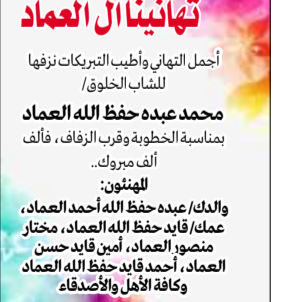 تهانينا آل العماد
أجمل التهاني وأطيب التبريكات نزفها
للشاب الخلوق/
محمد عبده حفظ الله العماد
بمناسبة الخطوبة وقرب الزفاف، فألف
ألف مبروك..
المهنئون:
والدك/ عبده حفظ الله أحمد العماد،
عمك/ قايد حفظ الله العماد، مختار
منصور العماد، أمين قايد حسن
العماد، أحمد قايد حفظ الله العماد
وكافة الأهل والأصدقاء